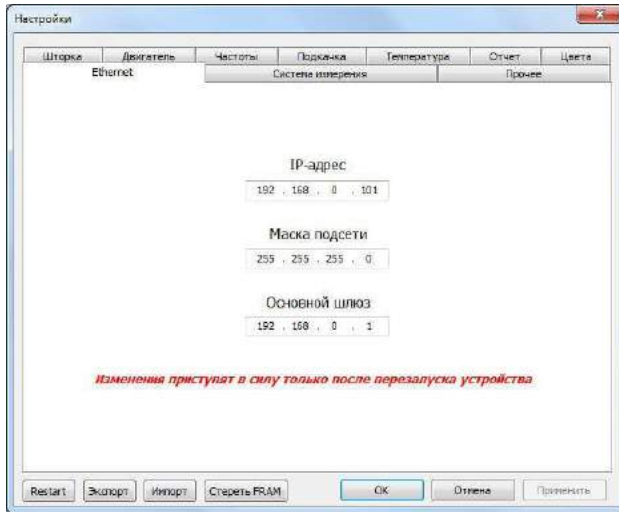 Настройки
Шторка Двигатель Частоты Подкачка Температура Отчет Цвета
Ethernet Система измерения Прочее
IP-адрес
192 . 168 . 0 . 101
Маска подсети
255 . 255 . 255 . 0
Основной шлюз
192 . 168 . 0 . 1
Изменения приступят в силу только после перезапуска устройства
Restart Экспорт Импорт Стереть FRAM OK Отмена Применить